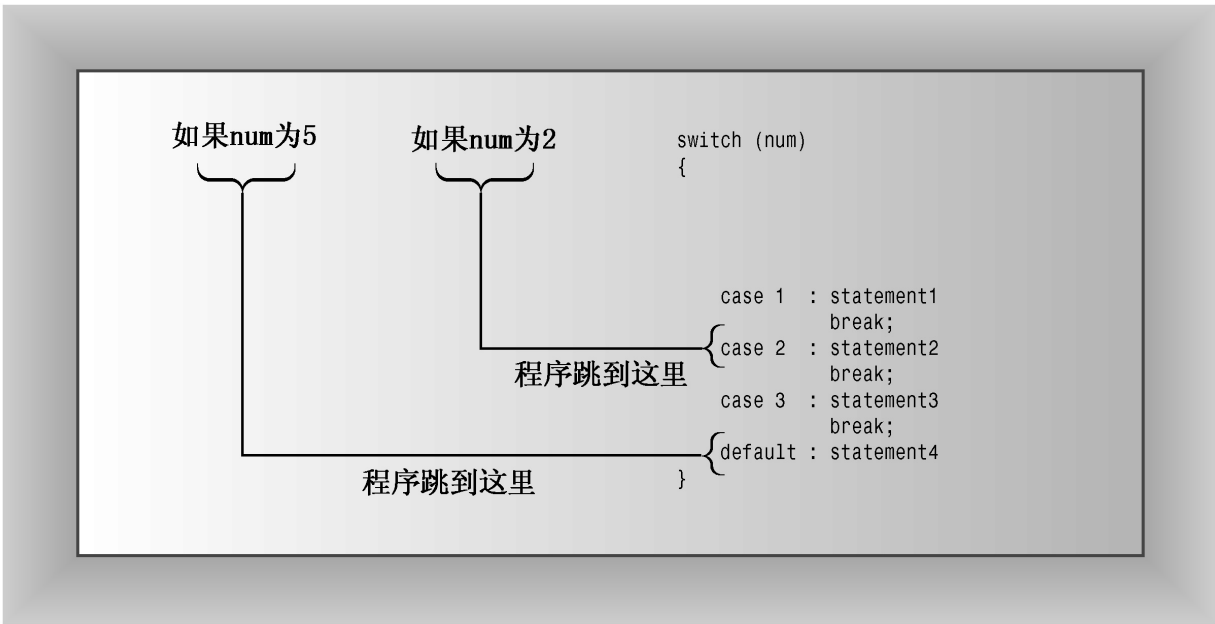 如果num为5
如果num为2
switch (num)
{
case 1 : statement1
break;
case 2 : statement2
break;
程序跳到这里
case 3 : statement3
break;
default : statement4
程序跳到这里
}